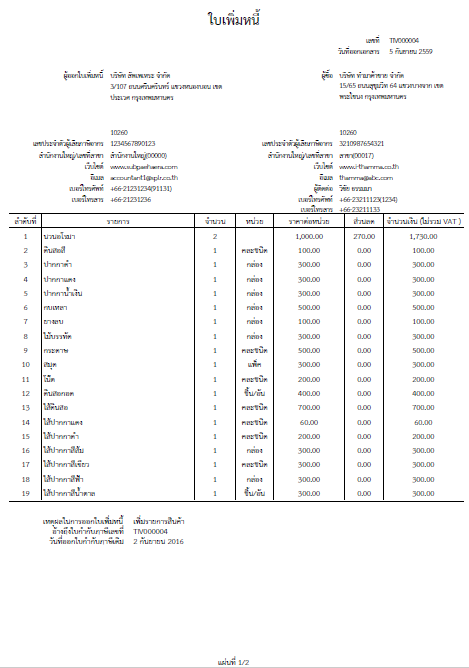 ใบเพิ่มหนี้
เลขที่ TIV000004
วันที่ออกเอกสาร 5 กันยายน 2559
ผู้ออกใบเพิ่มหนี้ บริษัท สัพเพเหระ จำกัด
3/107 ถนนศรีนครินทร์ แขวงหนองบอน เขต
ประเวศ กรุงเทพมหานคร
10260
เลขประจำตัวผู้เสียภาษีอากร 1234567890123
สำนักงานใหญ่/เลขที่สาขา สำนักงานใหญ่(00000)
เว็บไซต์ www.subpaehaera.com
อีเมล accountant1@splr.co.th
เบอร์โทรศัพท์ +66-21231234(91131)
เบอร์โทรสาร +66-21231236
ผู้ซื้อ บริษัท ทำมาค้าขาย จำกัด
15/65 ถนนสุขุมวิท 64 แขวงบางจาก เขต
พระโขนง กรุงเทพมหานคร
10260
เลขประจำตัวผู้เสียภาษีอากร 3210987654321
สำนักงานใหญ่/เลขที่สาขา สาขา(00017)
เว็บไซต์ www.i-thamma.co.th
อีเมล thamma@abc.com
ผู้ติดต่อ วิชัย ธรรมมา
เบอร์โทรศัพท์ +66-23211123(1234)
เบอร์โทรสาร +66-23211133
ลำดับที่ รายการ จำนวน หน่วย ราคาต่อหน่วย ส่วนลด จำนวนเงิน (ไม่รวม VAT )
1 นวนอโรมา 2 1,000.00 270.00 1,730.00
2 ดินสอสี 1 คละชนิด 100.00 0.00 100.00
3 ปากกาดำ 1 กล่อง 300.00 0.00 300.00
4 ปากกาแดง 1 กล่อง 300.00 0.00 300.00
5 ปากกาน้ำเงิน 1 กล่อง 300.00 0.00 300.00
6 กบเหลา 1 กล่อง 500.00 0.00 500.00
7 ยางลบ 1 กล่อง 100.00 0.00 100.00
8 ไม้บรรทัด 1 กล่อง 300.00 0.00 300.00
9 กระดาษ 1 คละชนิด 500.00 0.00 500.00
10 สมุด 1 แพ็ค 300.00 0.00 300.00
11 โน๊ต 1 คละชนิด 200.00 0.00 200.00
12 ดินสอกด 1 ชิ้น/อัน 400.00 0.00 400.00
13 ไส้ดินสอ 1 คละชนิด 700.00 0.00 700.00
14 ไส้ปากกาแดง 1 คละชนิด 60.00 0.00 60.00
15 ไส้ปากกาดำ 1 คละชนิด 200.00 0.00 200.00
16 ไส้ปากกาสีส้ม 1 กล่อง 300.00 0.00 300.00
17 ไส้ปากกาสีเขียว 1 คละชนิด 300.00 0.00 300.00
18 ไส้ปากกาสีฟ้า 1 กล่อง 300.00 0.00 300.00
19 ไส้ปากกาสีน้ำตาล 1 ชิ้น/อัน 300.00 0.00 300.00
เหตุผลในการออกใบเพิ่มหนี้ เพิ่มรายการสินค้า
อ้างถึงใบกำกับภาษีเลขที่ TIV000004
วันที่ออกใบกำกับภาษีเดิม 2 กันยายน 2016
แผ่นที่ 1/2